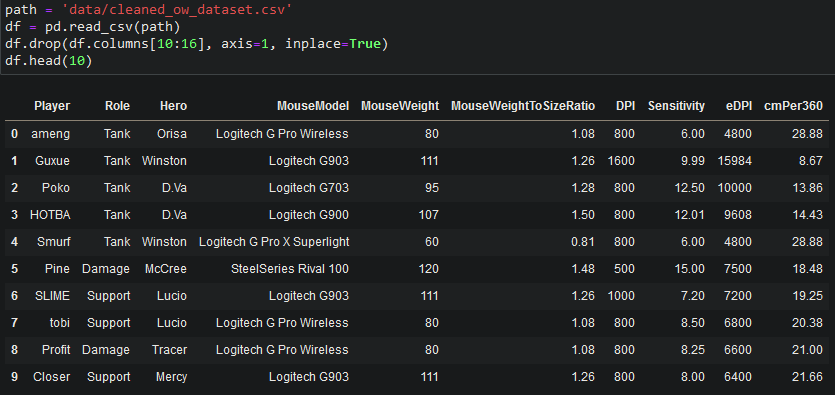 path = 'data/cleaned_ow_dataset.csv'
df = pd.read_csv(path)
df.drop(df.columns[10:16], axis=1, inplace=True)
df.head(10)
Player Role Hero MouseModel MouseWeight MouseWeightToSizeRatio DPI Sensitivity eDPI cmPer360
0 ameng Tank Orisa Logitech G Pro Wireless 80 1.08 800 6.00 4800 28.88
1 Guxue Tank Winston Logitech G903 111 1.26 1600 9.99 15984 8.67
2 Poko Tank D.Va Logitech G703 95 1.28 800 12.50 10000 13.86
3 HOTBA Tank D.Va Logitech G900 107 1.50 800 12.01 9608 14.43
4 Smurf Tank Winston Logitech G Pro X Superlight 60 0.81 800 6.00 4800 28.88
5 Pine Damage McCree SteelSeries Rival 100 120 1.48 500 15.00 7500 18.48
6 SLIME Support Lucio Logitech G903 111 1.26 1000 7.20 7200 19.25
7 tobi Support Lucio Logitech G Pro Wireless 80 1.08 800 8.50 6800 20.38
8 Profit Damage Tracer Logitech G Pro Wireless 80 1.08 800 8.25 6600 21.00
9 Closer Support Mercy Logitech G903 111 1.26 800 8.00 6400 21.66